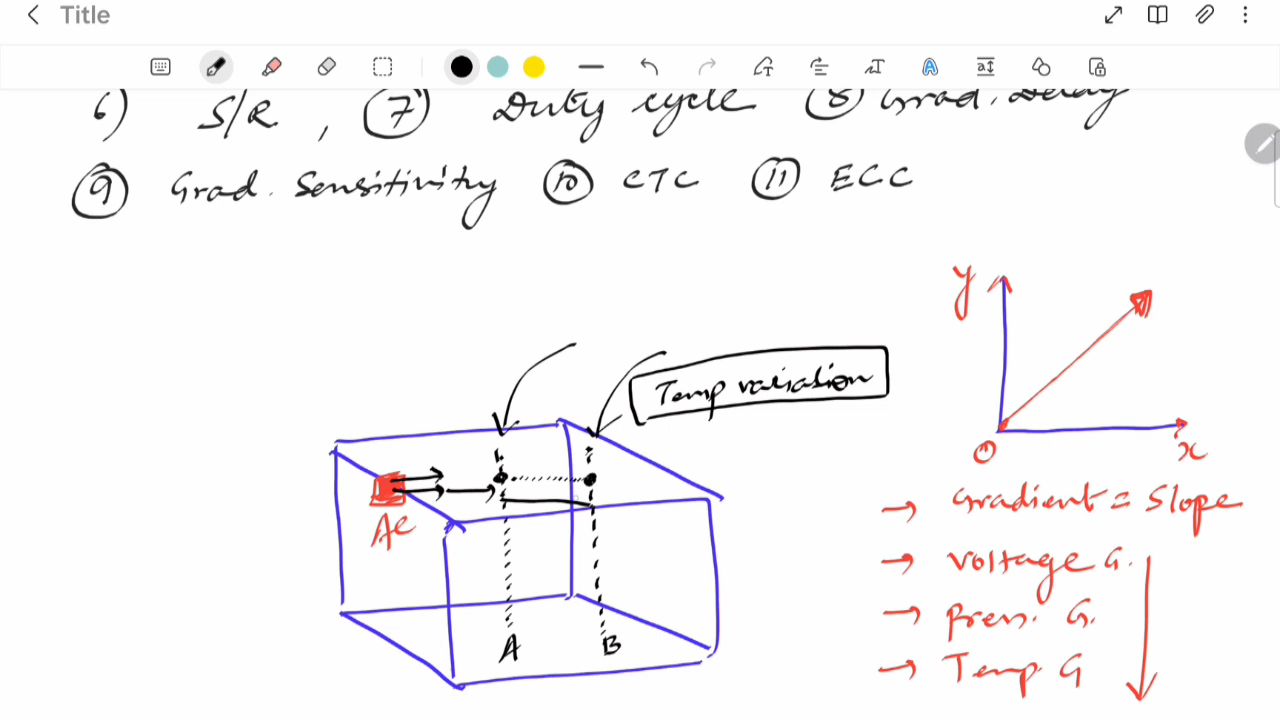 Title
6) S/R , (7) Duty cycle (8) Grad. Delay
(9) Grad. Sensitivity (10) CTC (11) ECC
y
Temp variation
O
x
AC
A
B
→ Gradient = Slope
→ Voltage G.
→ Pres. G.
→ Temp. G